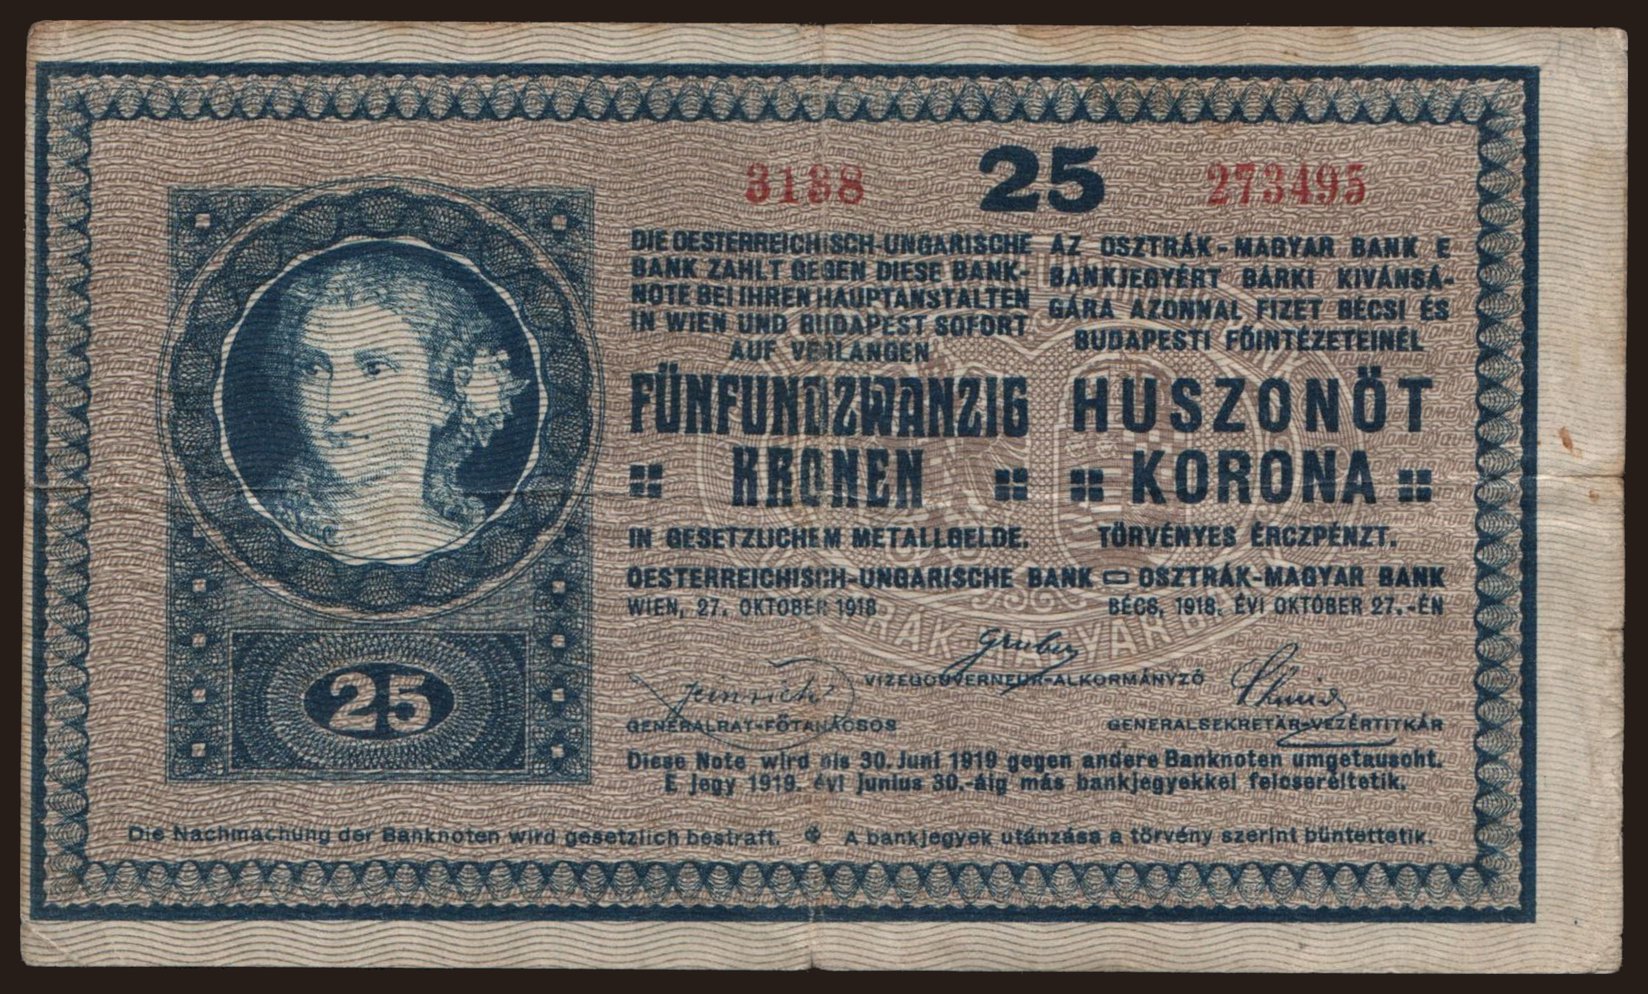 3138 25 273495
DIE OESTERREICHISCH-UNGARISCHE
BANK ZAHLT GEGEN DIESE BANK-
NOTE BEI IHREN HAUPTANSTALTEN
IN WIEN UND BUDAPEST SOFORT
AUF VERLANGEN
FÜNFUNDZWANZIG
KRONEN
IN GESETZLICHEM METALLGELDE.
AZ OSZTRÁK-MAGYAR BANK E
BANKJEGYÉRT BÁRKI KIVÁNSÁ-
GÁRA AZONNAL FIZET BÉCSI ÉS
BUDAPESTI FŐINTÉZETEINÉL
HUSZONÖT
KORONA
TÖRVÉNYES ÉRCZPÉNZT.
OESTERREICHISCH-UNGARISCHE BANK OSZTRÁK-MAGYAR BANK
WIEN, 27. OKTOBER 1918 BÉCS, 1918. ÉVI OKTÓBER 27.-ÉN
Gruber
VIZEGOUVERNEUR-ALKORMÁNYZÓ
GENERALRAT-FŐTANÁCSOS
GENERALSEKRETÄR-VEZÉRTITKÁR
25
Diese Note wird bis 30. Juni 1919 gegen andere Banknoten umgetauscht.
E jegy 1919. évi junius 30.-áig más bankjegyekkel felcseréltetik.
Die Nachmachung der Banknoten wird gesetzlich bestraft. A bankjegyek utánzása a törvény szerint büntettetik.